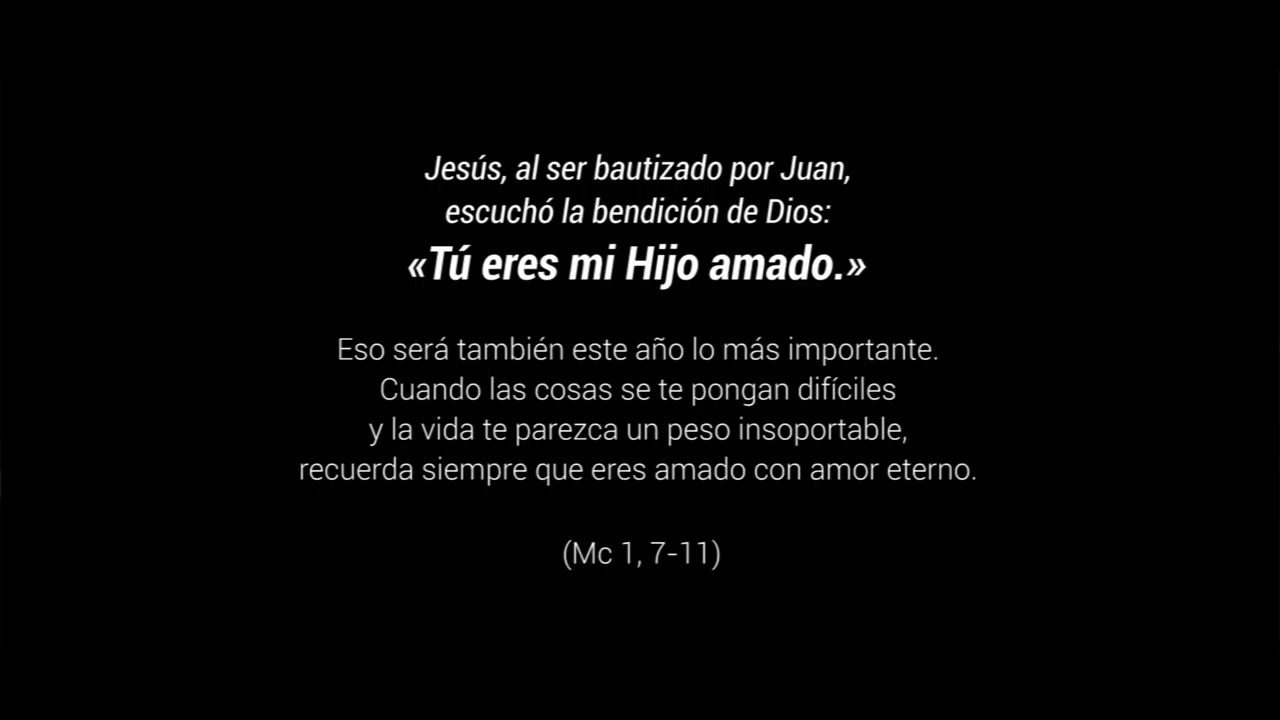 Jesús, al ser bautizado por Juan,
escuchó la bendición de Dios:
«Tú eres mi Hijo amado.»
Eso será también este año lo más importante.
Cuando las cosas se te pongan difíciles
y la vida te parezca un peso insoportable,
recuerda siempre que eres amado con amor eterno.
(Mc 1, 7-11)